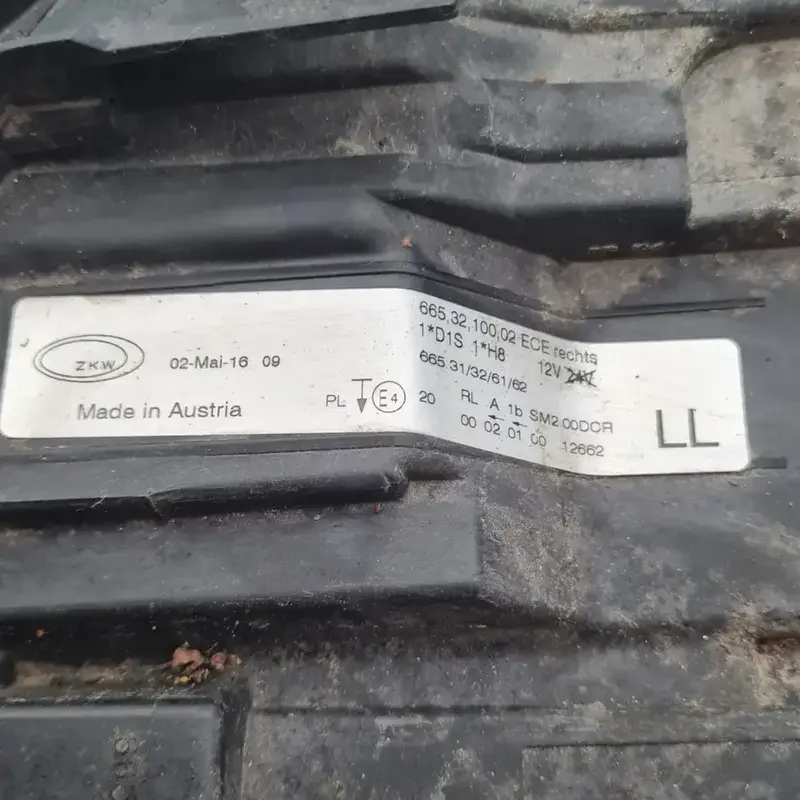 ZKW
02-Mai-16 09
Made in Austria
PL E4 20
665.32.100.02 ECE rechts
1*D1S 1*H8 12V 24V
665.31/32/61/62
RL A 1b SM2 00DCR
00 02 01 00 12662
LL